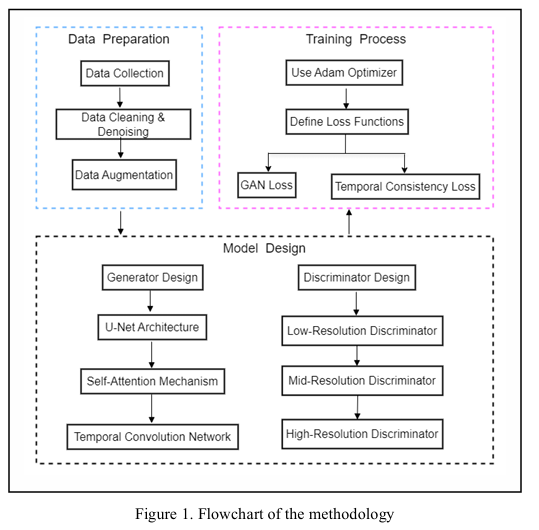 Data Preparation
Data Collection
Data Cleaning &
Denoising
Data Augmentation
Training Process
Use Adam Optimizer
Define Loss Functions
GAN Loss
Temporal Consistency Loss
Model Design
Generator Design
U-Net Architecture
Self-Attention Mechanism
Temporal Convolution Network
Discriminator Design
Low-Resolution Discriminator
Mid-Resolution Discriminator
High-Resolution Discriminator
Figure 1. Flowchart of the methodology